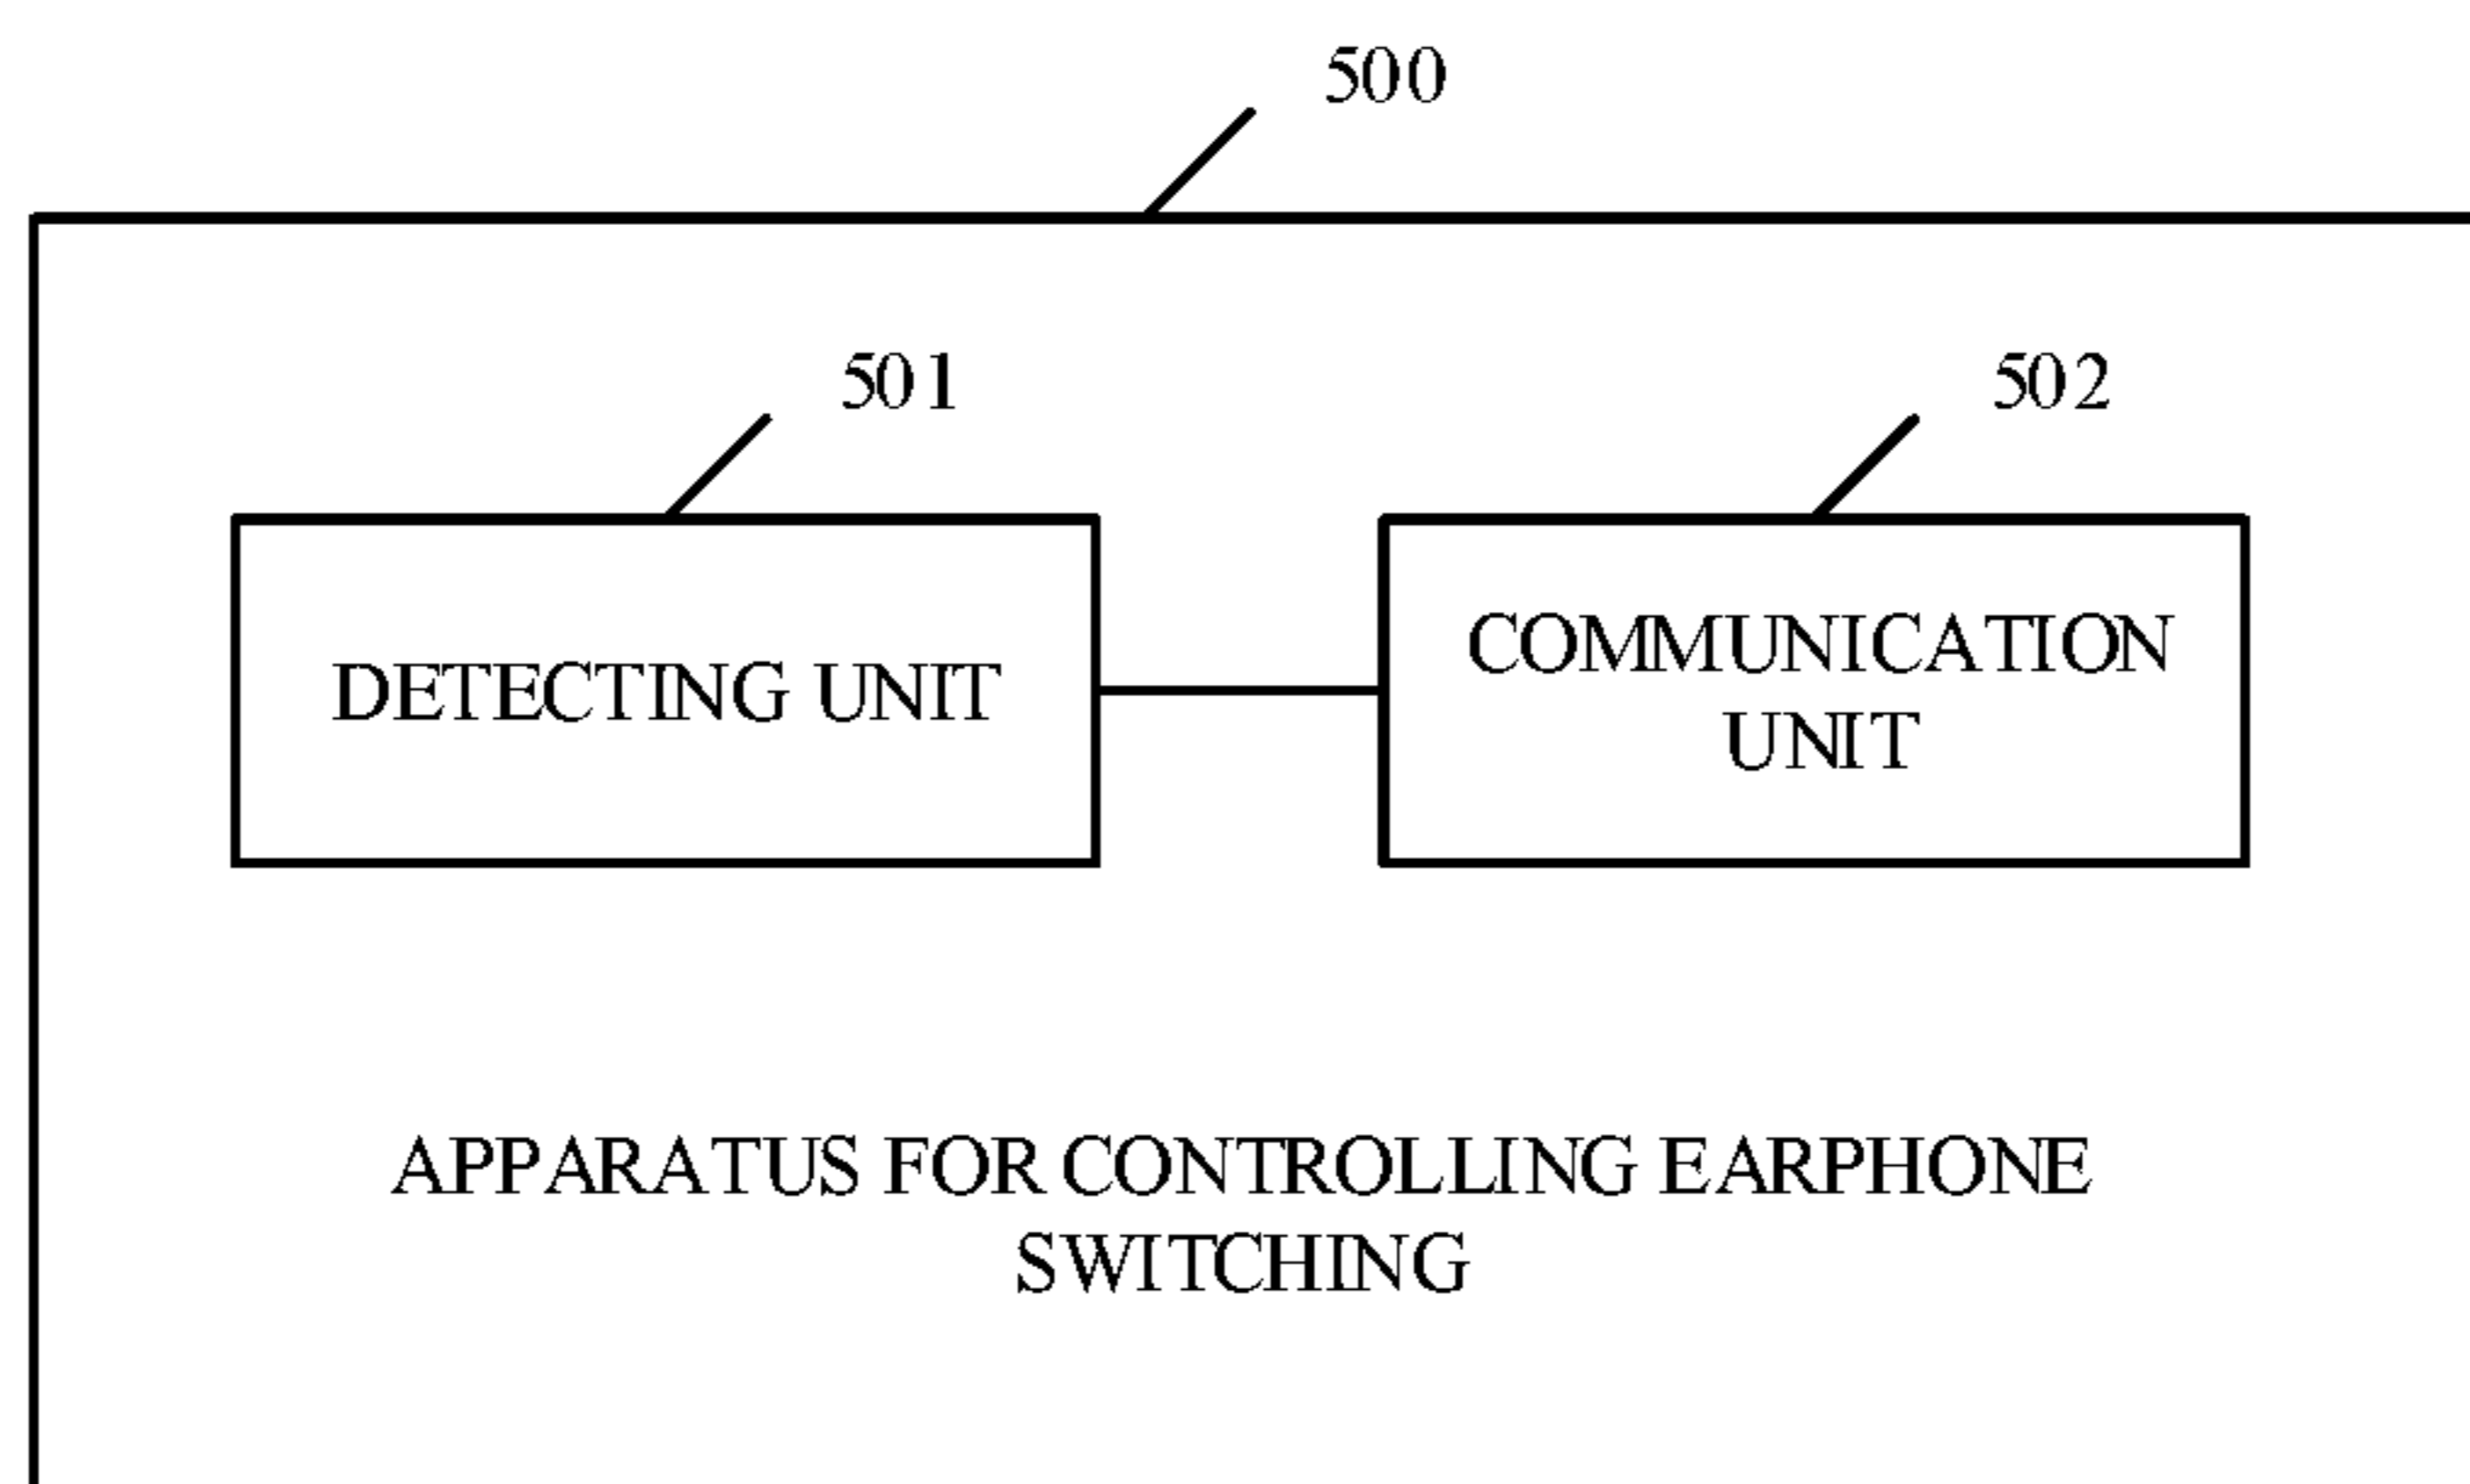 500
501
502
DETECTING UNIT
COMMUNICATION
UNIT
APPARATUS FOR CONTROLLING EARPHONE
SWITCHING